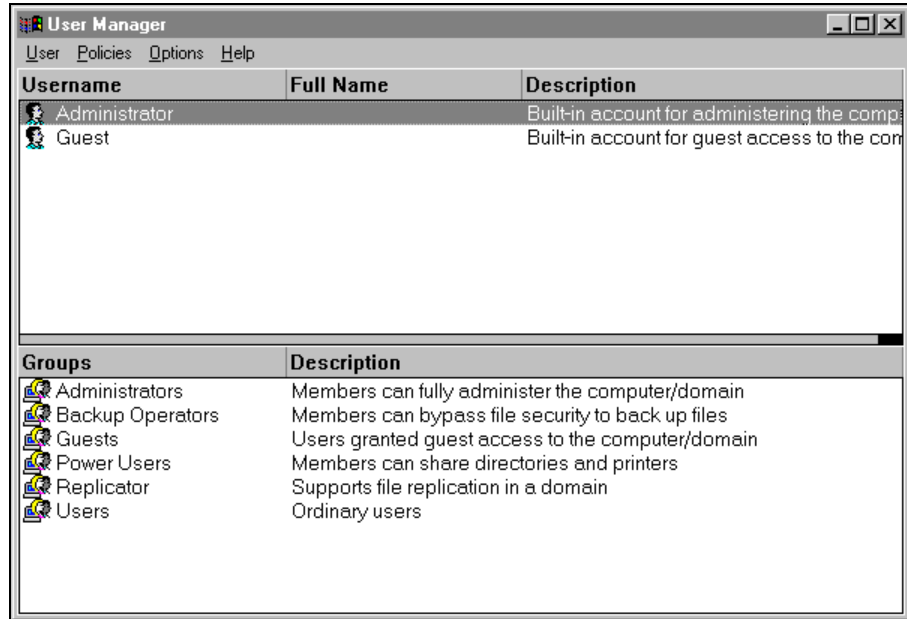 User Manager
User Policies Options Help
Username Full Name Description
Administrator Built-in account for administering the comp
Guest Built-in account for guest access to the com
Groups Description
Administrators Members can fully administer the computer/domain
Backup Operators Members can bypass file security to back up files
Guests Users granted guest access to the computer/domain
Power Users Members can share directories and printers
Replicator Supports file replication in a domain
Users Ordinary users